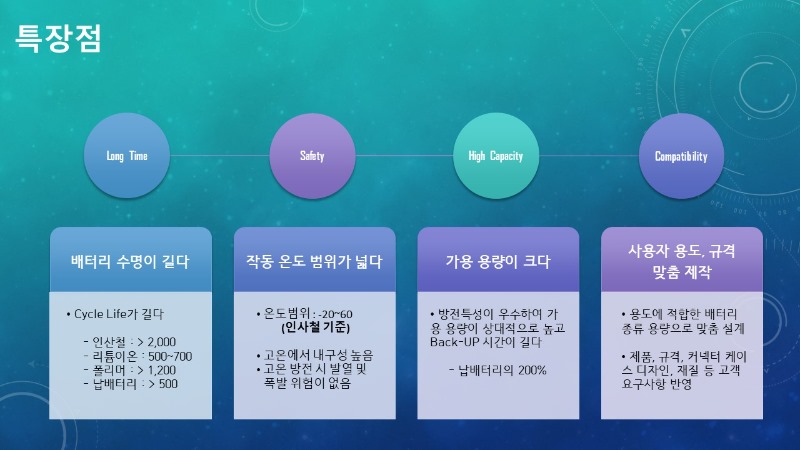 특장점
Long Time
Safety
High Capacity
Compatibility
배터리 수명이 길다
• Cycle Life가 길다
- 인산철 : > 2,000
- 리튬이온 : 500~700
- 폴리머 : > 1,200
- 납배터리 : > 500
작동 온도 범위가 넓다
• 온도범위 : -20~60
(인사철 기준)
• 고온에서 내구성 높음
• 고온 방전 시 발열 및
폭발 위험이 없음
가용 용량이 크다
• 방전특성이 우수하여 가
용 용량이 상대적으로 높고
Back-UP 시간이 길다
- 납배터리의 200%
사용자 용도, 규격
맞춤 제작
• 용도에 적합한 배터리
종류 용량으로 맞춤 설계
• 제품, 규격, 커넥터 케이
스 디자인, 재질 등 고객
요구사항 반영